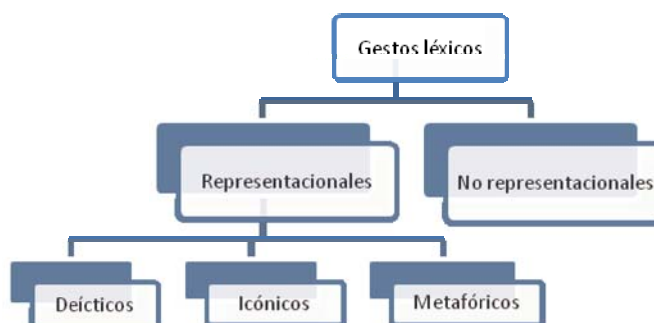 Gestos léxicos
Representacionales
No representacionales
Deícticos
Icónicos
Metafóricos